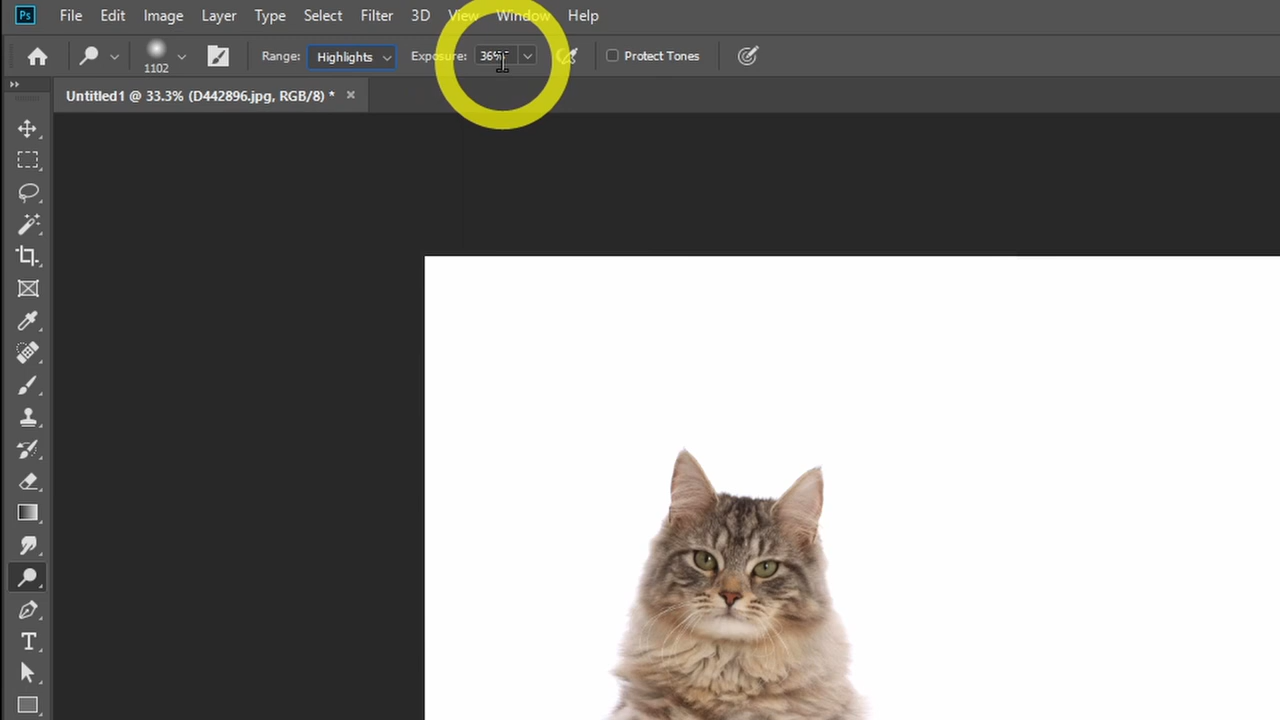 Ps File Edit Image Layer Type Select Filter 3D View Window Help
1102 Range: Highlights Exposure: 36% Protect Tones
Untitled1 @ 33.3% (D442896.jpg, RGB/8) *